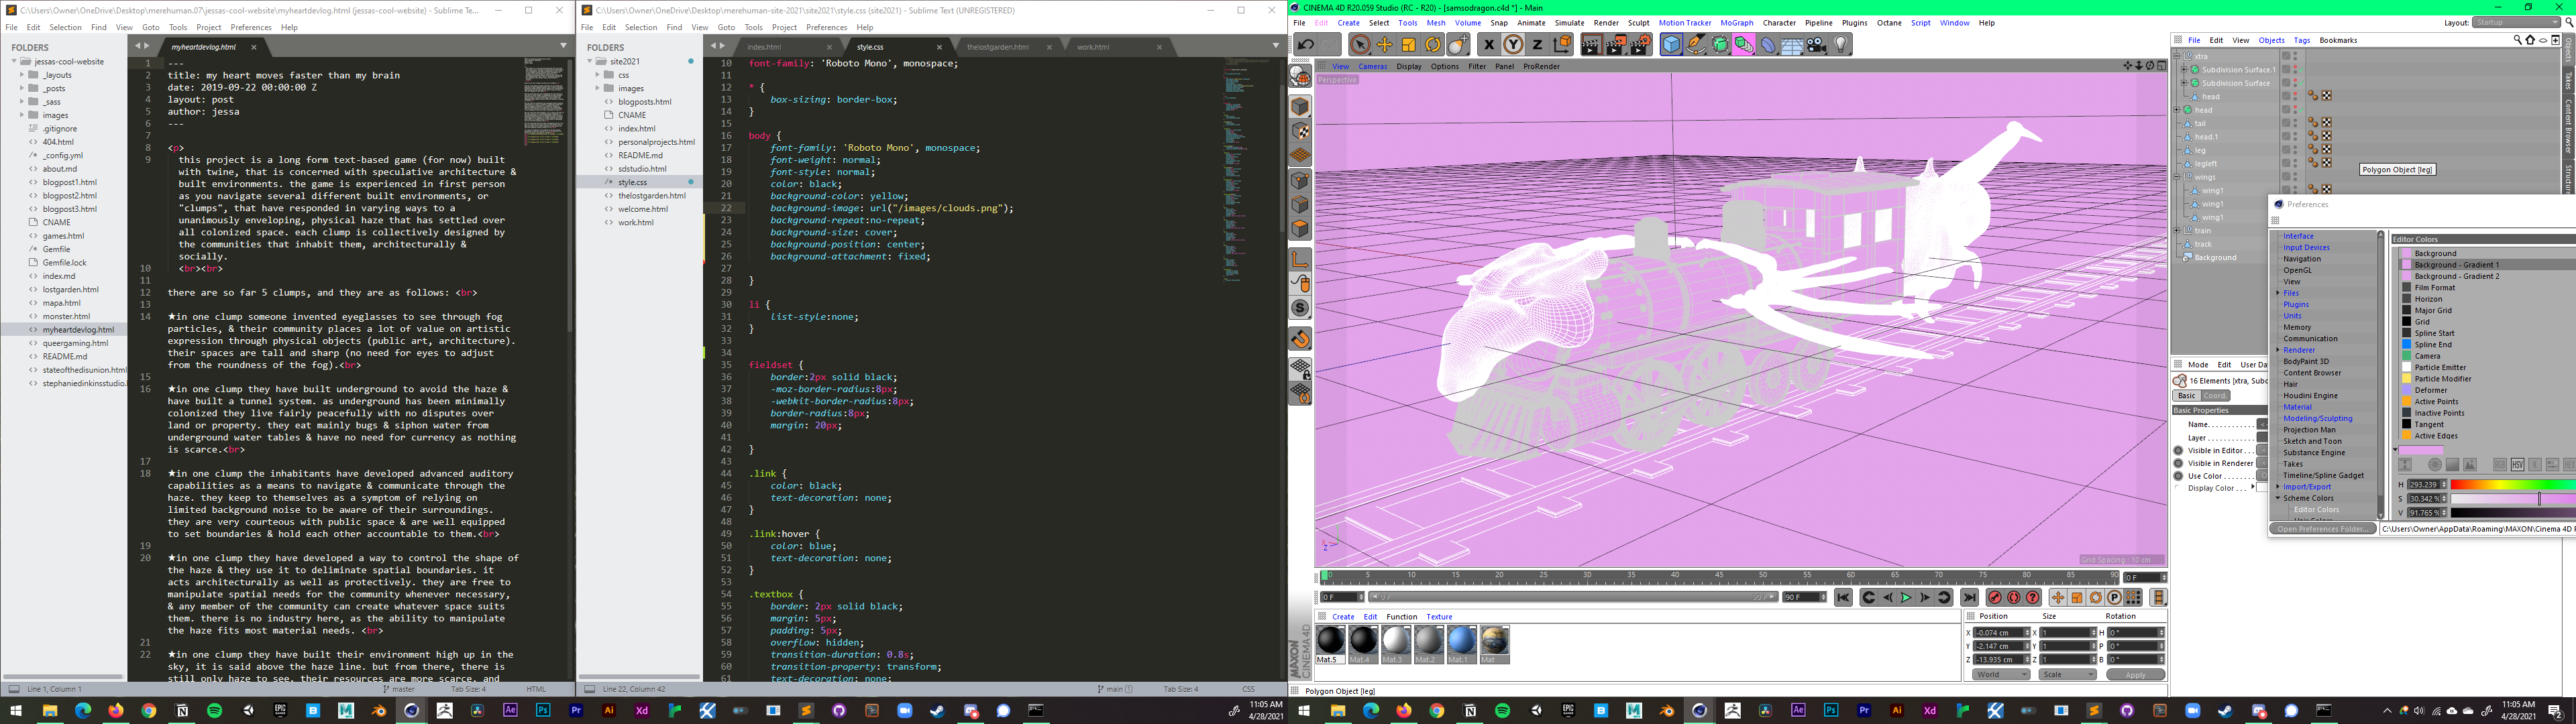 C:\Users\Owner\OneDrive\Desktop\merehuman.07\jessas-cool-website\myheartdevlog.html (jessas-cool-website) - Sublime Te...
File Edit Selection Find View Goto Tools Project Preferences Help
FOLDERS
jessas-cool-website
_layouts
_posts
_sass
images
.gitignore
404.html
_config.yml
about.md
blogpost1.html
blogpost2.html
blogpost3.html
CNAME
games.html
Gemfile
Gemfile.lock
index.md
lostgarden.html
mapa.html
monster.html
myheartdevlog.html
queergaming.html
README.md
stateofthedisunion.html
stephaniedinkinsstudio.
myheartdevlog.html
1 ---
2 title: my heart moves faster than my brain
3 date: 2019-09-22 00:00:00 Z
4 layout: post
5 author: jessa
6 ---
7
8 <p>
9 this project is a long form text-based game (for now) built
with twine, that is concerned with speculative architecture &
built environments. the game is experienced in first person
as you navigate several different built environments, or
"clumps", that have responded in varying ways to a
unanimously enveloping, physical haze that has settled over
all colonized space. each clump is collectively designed by
the communities that inhabit them, architecturally &
socially.
10 <br><br>
11
12 there are so far 5 clumps, and they are as follows: <br>
13
14 ★in one clump someone invented eyeglasses to see through fog
particles, & their community places a lot of value on artistic
expression through physical objects (public art, architecture).
their spaces are tall and sharp (no need for eyes to adjust
from the roundness of the fog).<br>
15
16 ★in one clump they have built underground to avoid the haze &
have built a tunnel system. as underground has been minimally
colonized they live fairly peacefully with no disputes over
land or property. they eat mainly bugs & siphon water from
underground water tables & have no need for currency as nothing
is scarce.<br>
17
18 ★in one clump the inhabitants have developed advanced auditory
capabilities as a means to navigate & communicate through the
haze. they keep to themselves as a symptom of relying on
limited background noise to be aware of their surroundings.
they are very courteous with public space & are well equipped
to set boundaries & hold each other accountable to them.<br>
19
20 ★in one clump they have developed a way to control the shape of
the haze & they use it to deliminate spatial boundaries. it
acts architecturally as well as protectively. they are free to
manipulate spatial needs for the community whenever necessary,
& any member of the community can create whatever space suits
them. there is no industry here, as the ability to manipulate
the haze fits most material needs. <br>
21
22 ★in one clump they have built their environment high up in the
sky, it is said above the haze line. but from there, there is
still only haze to see. their resources are more scarce, and
Line 1, Column 1
master
Tab Size: 4
HTML
C:\Users\Owner\OneDrive\Desktop\merehuman-site-2021\site2021\style.css (site2021) - Sublime Text (UNREGISTERED)
File Edit Selection Find View Goto Tools Project Preferences Help
FOLDERS
site2021
css
images
blogposts.html
CNAME
index.html
personalprojects.html
README.md
sdstudio.html
style.css
thelostgarden.html
welcome.html
work.html
index.html
style.css
thelostgarden.html
work.html
10 font-family: 'Roboto Mono', monospace;
11
12 * {
13 box-sizing: border-box;
14 }
15
16 body {
17 font-family: 'Roboto Mono', monospace;
18 font-weight: normal;
19 font-style: normal;
20 color: black;
21 background-color: yellow;
22 background-image: url("/images/clouds.png");
23 background-repeat:no-repeat;
24 background-size: cover;
25 background-position: center;
26 background-attachment: fixed;
27
28 }
29
30 li {
31 list-style:none;
32 }
33
34
35 fieldset {
36 border:2px solid black;
37 -moz-border-radius:8px;
38 -webkit-border-radius:8px;
39 border-radius:8px;
40 margin: 20px;
41
42 }
43
44 .link {
45 color: black;
46 text-decoration: none;
47 }
48
49 .link:hover {
50 color: blue;
51 text-decoration: none;
52 }
53
54 .textbox {
55 border: 2px solid black;
56 margin: 5px;
57 padding: 5px;
58 overflow: hidden;
59 transition-duration: 0.8s;
60 transition-property: transform;
61 text-decoration: none;
Line 22, Column 42
main
Tab Size: 4
CSS
11:05 AM
4/28/2021
CINEMA 4D R20.059 Studio (RC - R20) - [samsodragon.c4d *] - Main
File Edit Create Select Tools Mesh Volume Snap Animate Simulate Render Sculpt Motion Tracker MoGraph Character Pipeline Plugins Octane Script Window Help
Layout: Startup
View Cameras Display Options Filter Panel ProRender
Perspective
Grid Spacing : 10 cm
0 5 10 15 20 25 30 35 40 45 50 55 60 65 70 75 80 85 90 0 F
0 F
90 F
Create Edit Function Texture
Mat.5 Mat.4 Mat.3 Mat.2 Mat.1 Mat
MAXON CINEMA 4D
Position Size Rotation
X -0.074 cm X 1 H 0 °
Y -2.147 cm Y 1 P 0 °
Z -13.935 cm Z 1 B 0 °
World Scale Apply
Polygon Object [leg]
File Edit View Objects Tags Bookmarks
xtra
Subdivision Surface.1
Subdivision Surface
head
head
tail
head.1
leg
legleft
wings
wing1
wing1
wing1
train
track
Background
Polygon Object [leg]
Objects
Takes
Content Browser
Structure
Mode Edit User Da
16 Elements [xtra, Subd
Basic Coord.
Basic Properties
Name
Layer
Visible in Editor
Visible in Renderer
Use Color
Display Color
Preferences
Interface
Input Devices
Navigation
OpenGL
View
Files
Plugins
Units
Memory
Communication
Renderer
BodyPaint 3D
Content Browser
Hair
Houdini Engine
Material
Modeling/Sculpting
Projection Man
Sketch and Toon
Substance Engine
Takes
Timeline/Spline Gadget
Import/Export
Scheme Colors
Editor Colors
Open Preferences Folder...
Editor Colors
Background
Background - Gradient 1
Background - Gradient 2
Film Format
Horizon
Major Grid
Grid
Spline Start
Spline End
Camera
Particle Emitter
Particle Modifier
Deformer
Active Points
Inactive Points
Tangent
Active Edges
H 293.239
S 30.342 %
V 91.765 %
C:\Users\Owner\AppData\Roaming\MAXON\Cinema 4D
11:05 AM
4/28/2021